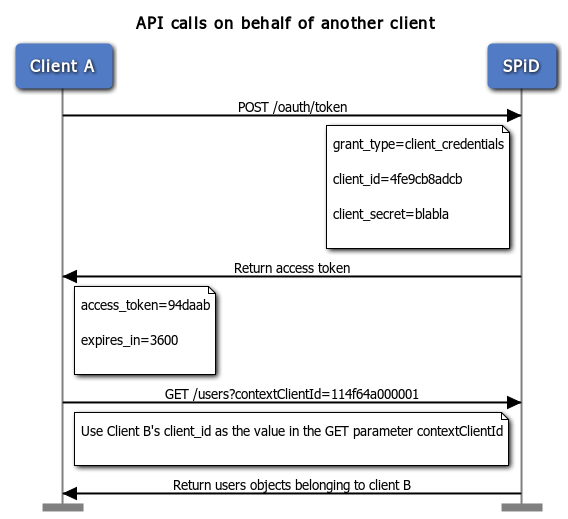 API calls on behalf of another client
Client A
SPiD
POST /oauth/token
grant_type=client_credentials
client_id=4fe9cb8adcb
client_secret=blabla
Return access token
access_token=94daab
expires_in=3600
GET /users?contextClientId=114f64a000001
Use Client B's client_id as the value in the GET parameter contextClientId
Return users objects belonging to client B